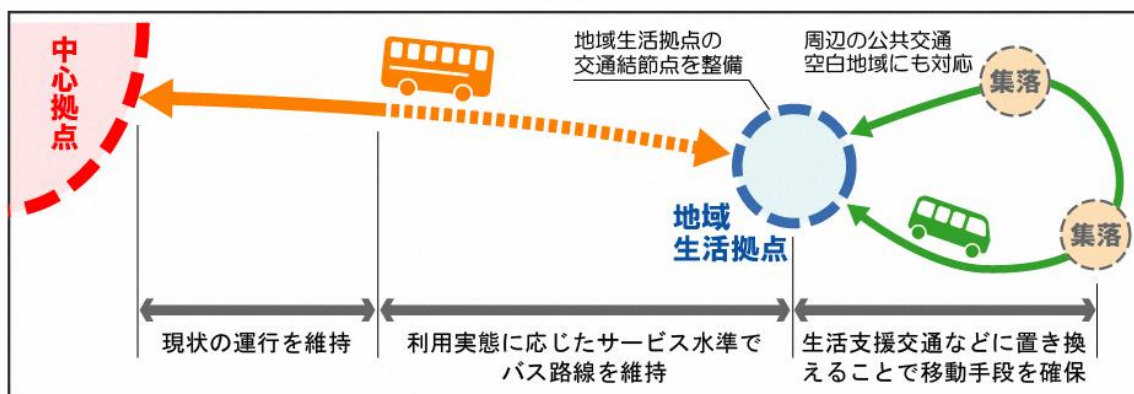 中心拠点
地域生活拠点の
交通結節点を整備
周辺の公共交通
空白地域にも対応
集落
集落
地域
生活拠点
現状の運行を維持
利用実態に応じたサービス水準で
バス路線を維持
生活支援交通などに置き換
えることで移動手段を確保